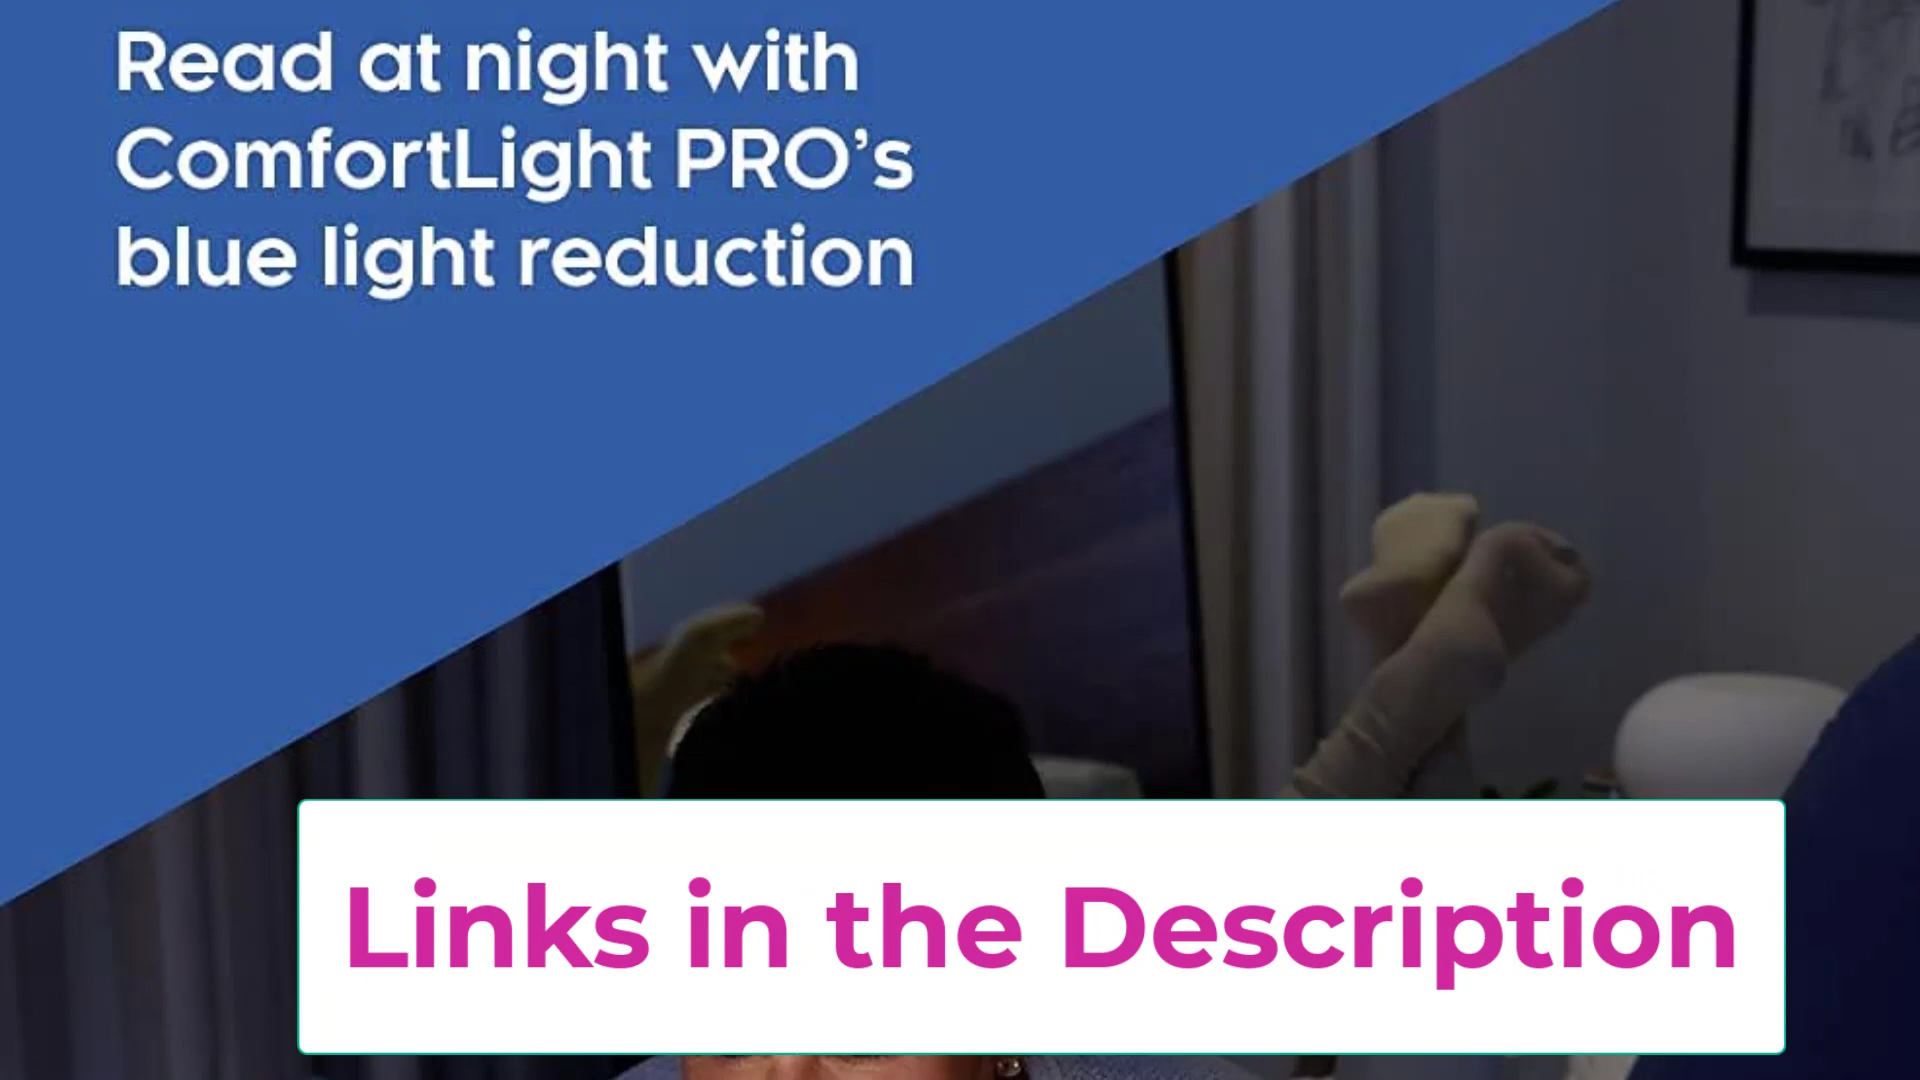 Read at night with
ComfortLight PRO's
blue light reduction
Links in the Description